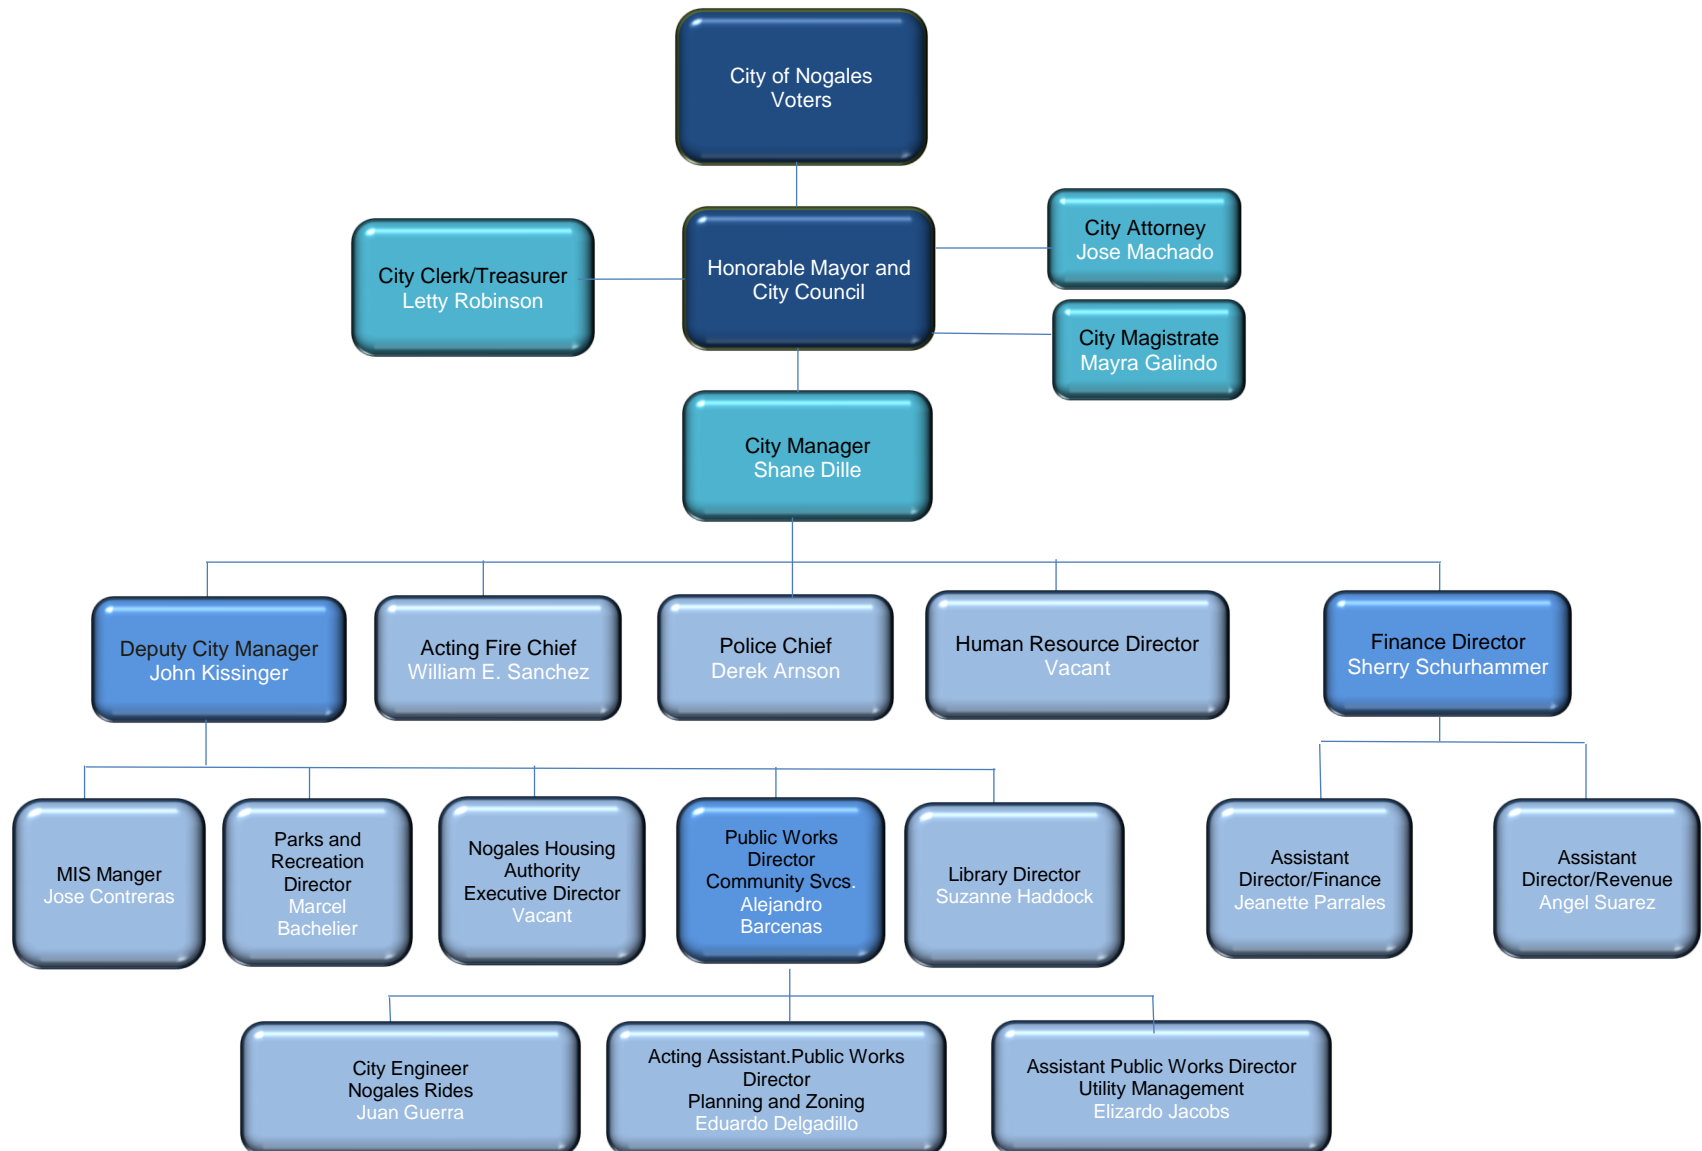 City of Nogales
Voters
City Clerk/Treasurer
Letty Robinson
Honorable Mayor and
City Council
City Attorney
Jose Machado
City Magistrate
Mayra Galindo
City Manager
Shane Dille
Deputy City Manager
John Kissinger
Acting Fire Chief
William E. Sanchez
Police Chief
Derek Arnson
Human Resource Director
Vacant
Finance Director
Sherry Schurhammer
MIS Manger
Jose Contreras
Parks and
Recreation
Director
Marcel
Bachelier
Nogales Housing
Authority
Executive Director
Vacant
Public Works
Director
Community Svcs.
Alejandro
Barcenas
Library Director
Suzanne Haddock
Assistant
Director/Finance
Jeanette Parrales
Assistant
Director/Revenue
Angel Suarez
City Engineer
Nogales Rides
Juan Guerra
Acting Assistant.Public Works
Director
Planning and Zoning
Eduardo Delgadillo
Assistant Public Works Director
Utility Management
Elizardo Jacobs